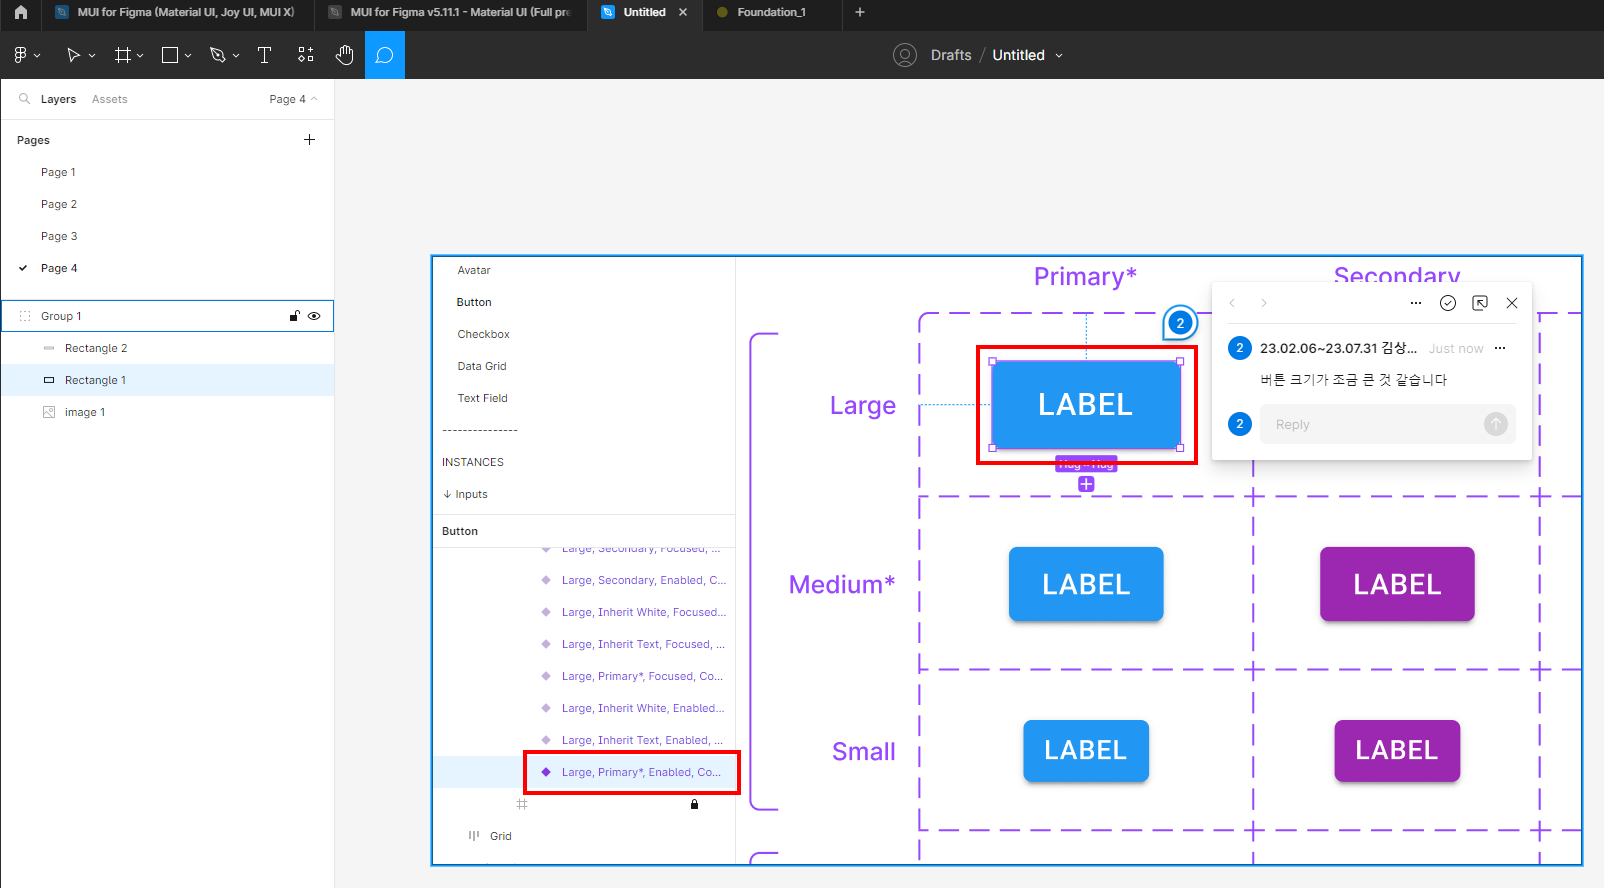 MUI for Figma (Material UI, Joy UI, MUI X)
MUI for Figma v5.11.1 - Material UI (Full pre
Untitled
Foundation_1
Drafts / Untitled
Layers
Assets
Page 4
Pages
Page 1
Page 2
Page 3
Page 4
Group 1
Rectangle 2
Rectangle 1
image 1
Avatar
Button
Checkbox
Data Grid
Text Field
---------------
INSTANCES
↓ Inputs
Button
Large, Secondary, Focused, ...
Large, Secondary, Enabled, C...
Large, Inherit White, Focused...
Large, Inherit Text, Focused, ...
Large, Primary*, Focused, Co...
Large, Inherit White, Enabled...
Large, Inherit Text, Enabled, ...
Large, Primary*, Enabled, Co...
Grid
Primary*
Secondary
Large
LABEL
Hug × Hug
Medium*
LABEL
LABEL
Small
LABEL
LABEL
2
2
23.02.06~23.07.31 김상...
Just now
버튼 크기가 조금 큰 것 같습니다
2
Reply